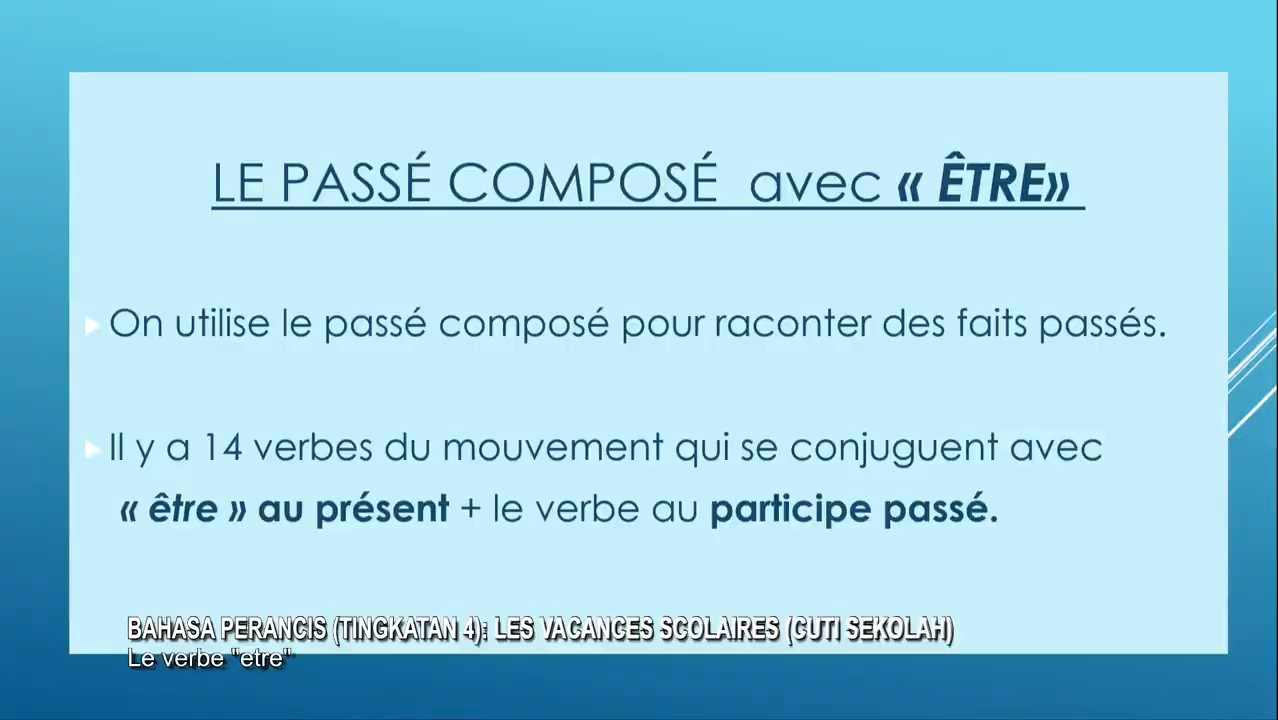 LE PASSÉ COMPOSÉ avec « ÊTRE»
On utilise le passé composé pour raconter des faits passés.
Il y a 14 verbes du mouvement qui se conjuguent avec
« être » au présent + le verbe au participe passé.
BAHASA PERANCIS (TINGKATAN 4): LES VACANCES SCOLAIRES (CUTI SEKOLAH)
Le verbe "etre"